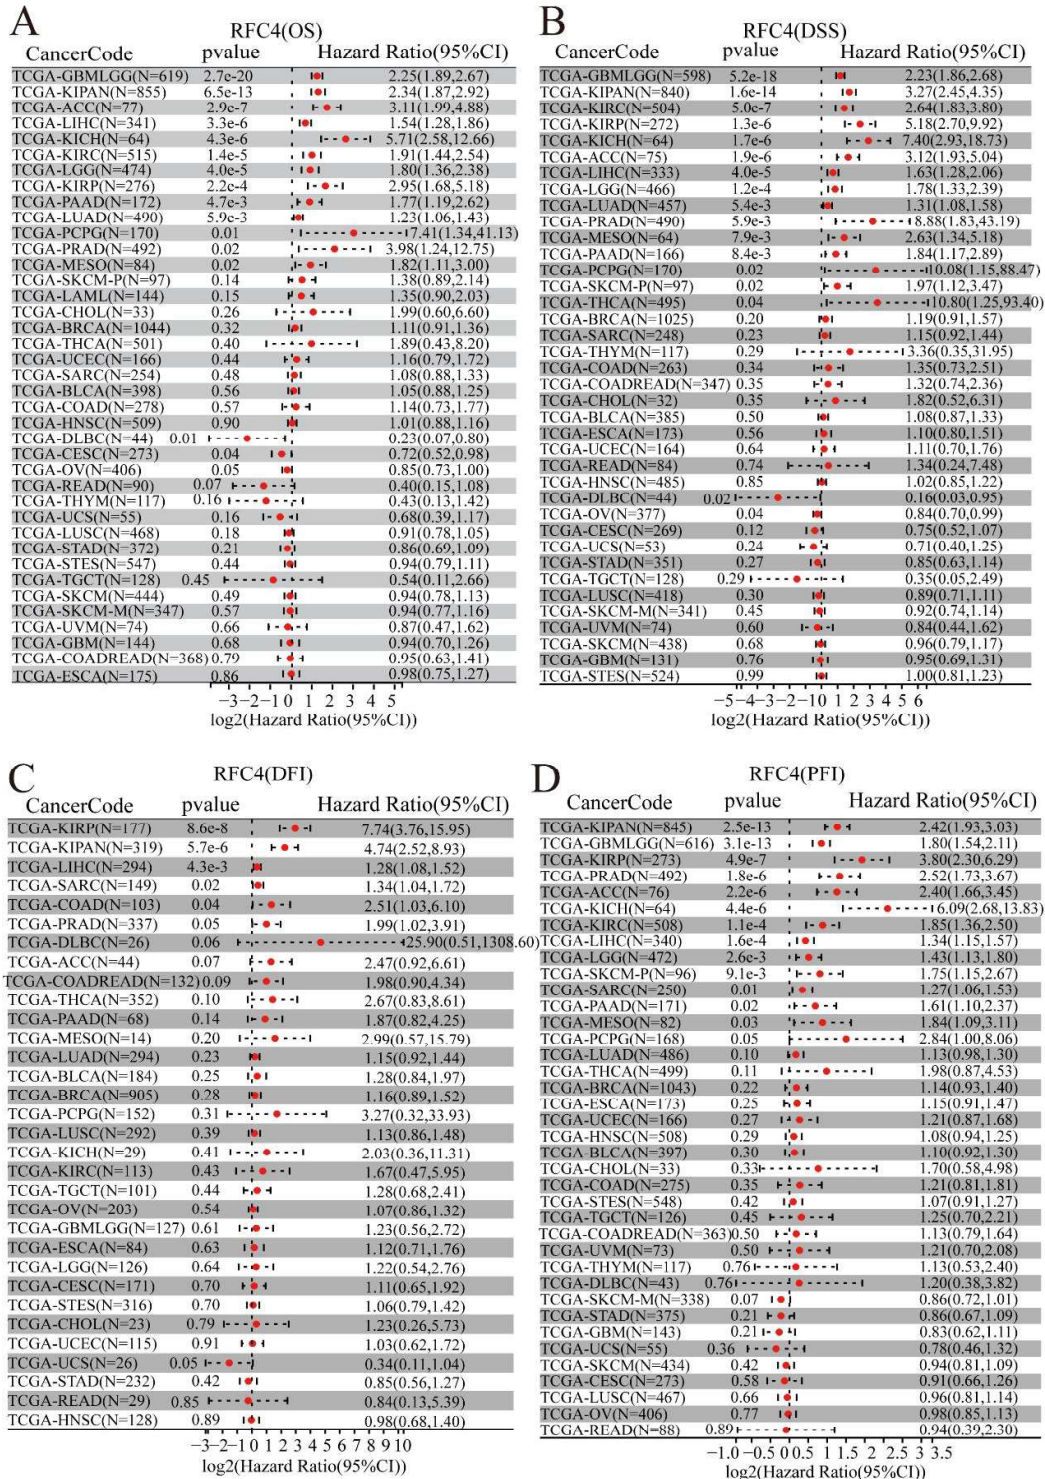 A
RFC4(OS)
CancerCode pvalue Hazard Ratio(95%CI)
TCGA-GBMLGG(N=619) 2.7e-20 2.25(1.89,2.67)
TCGA-KIPAN(N=855) 6.5e-13 2.34(1.87,2.92)
TCGA-ACC(N=77) 2.9e-7 3.11(1.99,4.88)
TCGA-LIHC(N=341) 3.3e-6 1.54(1.28,1.86)
TCGA-KICH(N=64) 4.3e-6 5.71(2.58,12.66)
TCGA-KIRC(N=515) 1.4e-5 1.91(1.44,2.54)
TCGA-LGG(N=474) 4.0e-5 1.80(1.36,2.38)
TCGA-KIRP(N=276) 2.2e-4 2.95(1.68,5.18)
TCGA-PAAD(N=172) 4.7e-3 1.77(1.19,2.62)
TCGA-LUAD(N=490) 5.9e-3 1.23(1.06,1.43)
TCGA-PCPG(N=170) 0.01 7.41(1.34,41.13)
TCGA-PRAD(N=492) 0.02 3.98(1.24,12.75)
TCGA-MESO(N=84) 0.02 1.82(1.11,3.00)
TCGA-SKCM-P(N=97) 0.14 1.38(0.89,2.14)
TCGA-LAML(N=144) 0.15 1.35(0.90,2.03)
TCGA-CHOL(N=33) 0.26 1.99(0.60,6.60)
TCGA-BRCA(N=1044) 0.32 1.11(0.91,1.36)
TCGA-THCA(N=501) 0.40 1.89(0.43,8.20)
TCGA-UCEC(N=166) 0.44 1.16(0.79,1.72)
TCGA-SARC(N=254) 0.48 1.08(0.88,1.33)
TCGA-BLCA(N=398) 0.56 1.05(0.88,1.25)
TCGA-COAD(N=278) 0.57 1.14(0.73,1.77)
TCGA-HNSC(N=509) 0.90 1.01(0.88,1.16)
TCGA-DLBC(N=44) 0.01 0.23(0.07,0.80)
TCGA-CESC(N=273) 0.04 0.72(0.52,0.98)
TCGA-OV(N=406) 0.05 0.85(0.73,1.00)
TCGA-READ(N=90) 0.07 0.40(0.15,1.08)
TCGA-THYM(N=117) 0.16 0.43(0.13,1.42)
TCGA-UCS(N=55) 0.16 0.68(0.39,1.17)
TCGA-LUSC(N=468) 0.18 0.91(0.78,1.05)
TCGA-STAD(N=372) 0.21 0.86(0.69,1.09)
TCGA-STES(N=547) 0.44 0.94(0.79,1.11)
TCGA-TGCT(N=128) 0.45 0.54(0.11,2.66)
TCGA-SKCM(N=444) 0.49 0.94(0.78,1.13)
TCGA-SKCM-M(N=347) 0.57 0.94(0.77,1.16)
TCGA-UVM(N=74) 0.66 0.87(0.47,1.62)
TCGA-GBM(N=144) 0.68 0.94(0.70,1.26)
TCGA-COADREAD(N=368) 0.79 0.95(0.63,1.41)
TCGA-ESCA(N=175) 0.86 0.98(0.75,1.27)
-3 -2 -1 0 1 2 3 4 5
log2(Hazard Ratio(95%CI))
B
RFC4(DSS)
CancerCode pvalue Hazard Ratio(95%CI)
TCGA-GBMLGG(N=598) 5.2e-18 2.23(1.86,2.68)
TCGA-KIPAN(N=840) 1.6e-14 3.27(2.45,4.35)
TCGA-KIRC(N=504) 5.0e-7 2.64(1.83,3.80)
TCGA-KIRP(N=272) 1.3e-6 5.18(2.70,9.92)
TCGA-KICH(N=64) 1.7e-6 7.40(2.93,18.73)
TCGA-ACC(N=75) 1.9e-6 3.12(1.93,5.04)
TCGA-LIHC(N=333) 4.0e-5 1.63(1.28,2.06)
TCGA-LGG(N=466) 1.2e-4 1.78(1.33,2.39)
TCGA-LUAD(N=457) 5.4e-3 1.31(1.08,1.58)
TCGA-PRAD(N=490) 5.9e-3 8.88(1.83,43.19)
TCGA-MESO(N=64) 7.9e-3 2.63(1.34,5.18)
TCGA-PAAD(N=166) 8.4e-3 1.84(1.17,2.89)
TCGA-PCPG(N=170) 0.02 10.08(1.15,88.47)
TCGA-SKCM-P(N=97) 0.02 1.97(1.12,3.47)
TCGA-THCA(N=495) 0.04 10.80(1.25,93.40)
TCGA-BRCA(N=1025) 0.20 1.19(0.91,1.57)
TCGA-SARC(N=248) 0.23 1.15(0.92,1.44)
TCGA-THYM(N=117) 0.29 3.36(0.35,31.95)
TCGA-COAD(N=263) 0.34 1.35(0.73,2.51)
TCGA-COADREAD(N=347) 0.35 1.32(0.74,2.36)
TCGA-CHOL(N=32) 0.35 1.82(0.52,6.31)
TCGA-BLCA(N=385) 0.50 1.08(0.87,1.33)
TCGA-ESCA(N=173) 0.56 1.10(0.80,1.51)
TCGA-UCEC(N=164) 0.64 1.11(0.70,1.76)
TCGA-READ(N=84) 0.74 1.34(0.24,7.48)
TCGA-HNSC(N=485) 0.85 1.02(0.85,1.22)
TCGA-DLBC(N=44) 0.02 0.16(0.03,0.95)
TCGA-OV(N=377) 0.04 0.84(0.70,0.99)
TCGA-CESC(N=269) 0.12 0.75(0.52,1.07)
TCGA-UCS(N=53) 0.24 0.71(0.40,1.25)
TCGA-STAD(N=351) 0.27 0.85(0.63,1.14)
TCGA-TGCT(N=128) 0.29 0.35(0.05,2.49)
TCGA-LUSC(N=418) 0.30 0.89(0.71,1.11)
TCGA-SKCM-M(N=341) 0.45 0.92(0.74,1.14)
TCGA-UVM(N=74) 0.60 0.84(0.44,1.62)
TCGA-SKCM(N=438) 0.68 0.96(0.79,1.17)
TCGA-GBM(N=131) 0.76 0.95(0.69,1.31)
TCGA-STES(N=524) 0.99 1.00(0.81,1.23)
-5-4-3-2-1 0 1 2 3 4 5 6
log2(Hazard Ratio(95%CI))
C
RFC4(DFI)
CancerCode pvalue Hazard Ratio(95%CI)
TCGA-KIRP(N=177) 8.6e-8 7.74(3.76,15.95)
TCGA-KIPAN(N=319) 5.7e-6 4.74(2.52,8.93)
TCGA-LIHC(N=294) 4.3e-3 1.28(1.08,1.52)
TCGA-SARC(N=149) 0.02 1.34(1.04,1.72)
TCGA-COAD(N=103) 0.04 2.51(1.03,6.10)
TCGA-PRAD(N=337) 0.05 1.99(1.02,3.91)
TCGA-DLBC(N=26) 0.06 25.90(0.51,1308.60)
TCGA-ACC(N=44) 0.07 2.47(0.92,6.61)
TCGA-COADREAD(N=132) 0.09 1.98(0.90,4.34)
TCGA-THCA(N=352) 0.10 2.67(0.83,8.61)
TCGA-PAAD(N=68) 0.14 1.87(0.82,4.25)
TCGA-MESO(N=14) 0.20 2.99(0.57,15.79)
TCGA-LUAD(N=294) 0.23 1.15(0.92,1.44)
TCGA-BLCA(N=184) 0.25 1.28(0.84,1.97)
TCGA-BRCA(N=905) 0.28 1.16(0.89,1.52)
TCGA-PCPG(N=152) 0.31 3.27(0.32,33.93)
TCGA-LUSC(N=292) 0.39 1.13(0.86,1.48)
TCGA-KICH(N=29) 0.41 2.03(0.36,11.31)
TCGA-KIRC(N=113) 0.43 1.67(0.47,5.95)
TCGA-TGCT(N=101) 0.44 1.28(0.68,2.41)
TCGA-OV(N=203) 0.54 1.07(0.86,1.32)
TCGA-GBMLGG(N=127) 0.61 1.23(0.56,2.72)
TCGA-ESCA(N=84) 0.63 1.12(0.71,1.76)
TCGA-LGG(N=126) 0.64 1.22(0.54,2.76)
TCGA-CESC(N=171) 0.70 1.11(0.65,1.92)
TCGA-STES(N=316) 0.70 1.06(0.79,1.42)
TCGA-CHOL(N=23) 0.79 1.23(0.26,5.73)
TCGA-UCEC(N=115) 0.91 1.03(0.62,1.72)
TCGA-UCS(N=26) 0.05 0.34(0.11,1.04)
TCGA-STAD(N=232) 0.42 0.85(0.56,1.27)
TCGA-READ(N=29) 0.85 0.84(0.13,5.39)
TCGA-HNSC(N=128) 0.89 0.98(0.68,1.40)
-3-2-1 0 1 2 3 4 5 6 7 8 9 10
log2(Hazard Ratio(95%CI))
D
RFC4(PFI)
CancerCode pvalue Hazard Ratio(95%CI)
TCGA-KIPAN(N=845) 2.5e-13 2.42(1.93,3.03)
TCGA-GBMLGG(N=616) 3.1e-13 1.80(1.54,2.11)
TCGA-KIRP(N=273) 4.9e-7 3.80(2.30,6.29)
TCGA-PRAD(N=492) 1.8e-6 2.52(1.73,3.67)
TCGA-ACC(N=76) 2.2e-6 2.40(1.66,3.45)
TCGA-KICH(N=64) 4.4e-6 6.09(2.68,13.83)
TCGA-KIRC(N=508) 1.1e-4 1.85(1.36,2.50)
TCGA-LIHC(N=340) 1.6e-4 1.34(1.15,1.57)
TCGA-LGG(N=472) 2.6e-3 1.43(1.13,1.80)
TCGA-SKCM-P(N=96) 9.1e-3 1.75(1.15,2.67)
TCGA-SARC(N=250) 0.01 1.27(1.06,1.53)
TCGA-PAAD(N=171) 0.02 1.61(1.10,2.37)
TCGA-MESO(N=82) 0.03 1.84(1.09,3.11)
TCGA-PCPG(N=168) 0.05 2.84(1.00,8.06)
TCGA-LUAD(N=486) 0.10 1.13(0.98,1.30)
TCGA-THCA(N=499) 0.11 1.98(0.87,4.53)
TCGA-BRCA(N=1043) 0.22 1.14(0.93,1.40)
TCGA-ESCA(N=173) 0.25 1.15(0.91,1.47)
TCGA-UCEC(N=166) 0.27 1.21(0.87,1.68)
TCGA-HNSC(N=508) 0.29 1.08(0.94,1.25)
TCGA-BLCA(N=397) 0.30 1.10(0.92,1.30)
TCGA-CHOL(N=33) 0.33 1.70(0.58,4.98)
TCGA-COAD(N=275) 0.35 1.21(0.81,1.81)
TCGA-STES(N=548) 0.42 1.07(0.91,1.27)
TCGA-TGCT(N=126) 0.45 1.25(0.70,2.21)
TCGA-COADREAD(N=363)0.50 1.13(0.79,1.64)
TCGA-UVM(N=73) 0.50 1.21(0.70,2.08)
TCGA-THYM(N=117) 0.76 1.13(0.53,2.40)
TCGA-DLBC(N=43) 0.76 1.20(0.38,3.82)
TCGA-SKCM-M(N=338) 0.07 0.86(0.72,1.01)
TCGA-STAD(N=375) 0.21 0.86(0.67,1.09)
TCGA-GBM(N=143) 0.21 0.83(0.62,1.11)
TCGA-UCS(N=55) 0.36 0.78(0.46,1.32)
TCGA-SKCM(N=434) 0.42 0.94(0.81,1.09)
TCGA-CESC(N=273) 0.58 0.91(0.66,1.26)
TCGA-LUSC(N=467) 0.66 0.96(0.81,1.14)
TCGA-OV(N=406) 0.77 0.98(0.85,1.13)
TCGA-READ(N=88) 0.89 0.94(0.39,2.30)
-1.0 -0.5 0 0.5 1 1.5 2 2.5 3 3.5
log2(Hazard Ratio(95%CI))